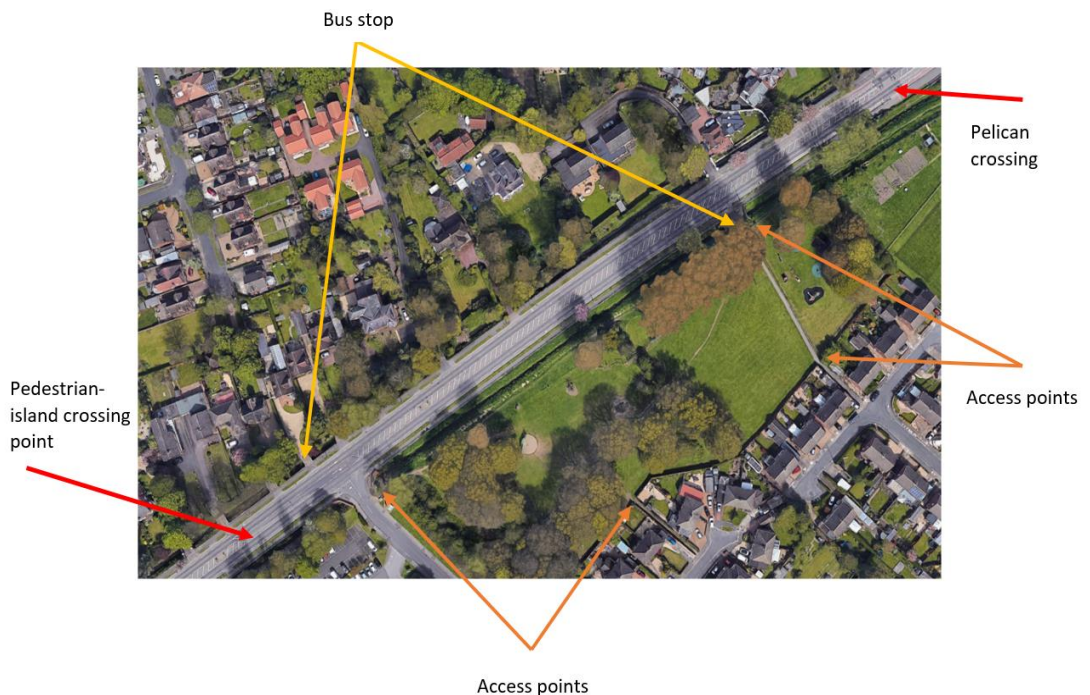 Bus stop
Pelican
crossing
Pedestrian-
island crossing
point
Access points
Access points